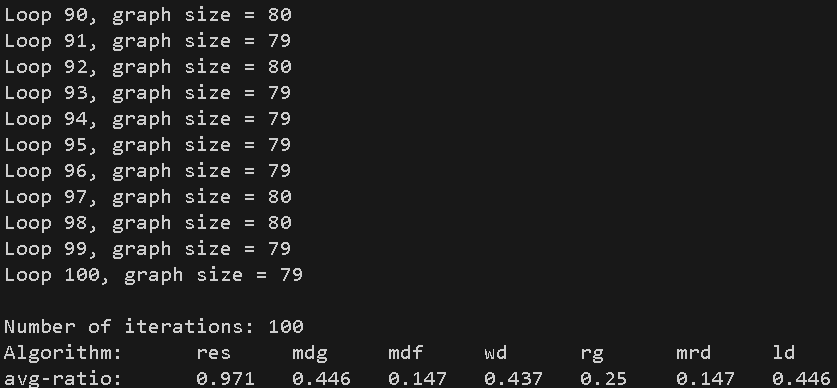 Loop 90, graph size = 80
Loop 91, graph size = 79
Loop 92, graph size = 80
Loop 93, graph size = 79
Loop 94, graph size = 79
Loop 95, graph size = 79
Loop 96, graph size = 79
Loop 97, graph size = 80
Loop 98, graph size = 80
Loop 99, graph size = 79
Loop 100, graph size = 79
Number of iterations: 100
Algorithm: res mdg mdf wd rg mrd ld
avg-ratio: 0.971 0.446 0.147 0.437 0.25 0.147 0.446